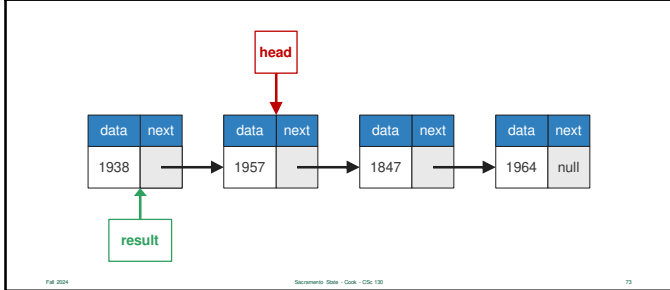 head
data next data next data next data next
1938 1957 1847 1964 null
result
Fall 2024 Sacramento State - Cook - CSc 130 73